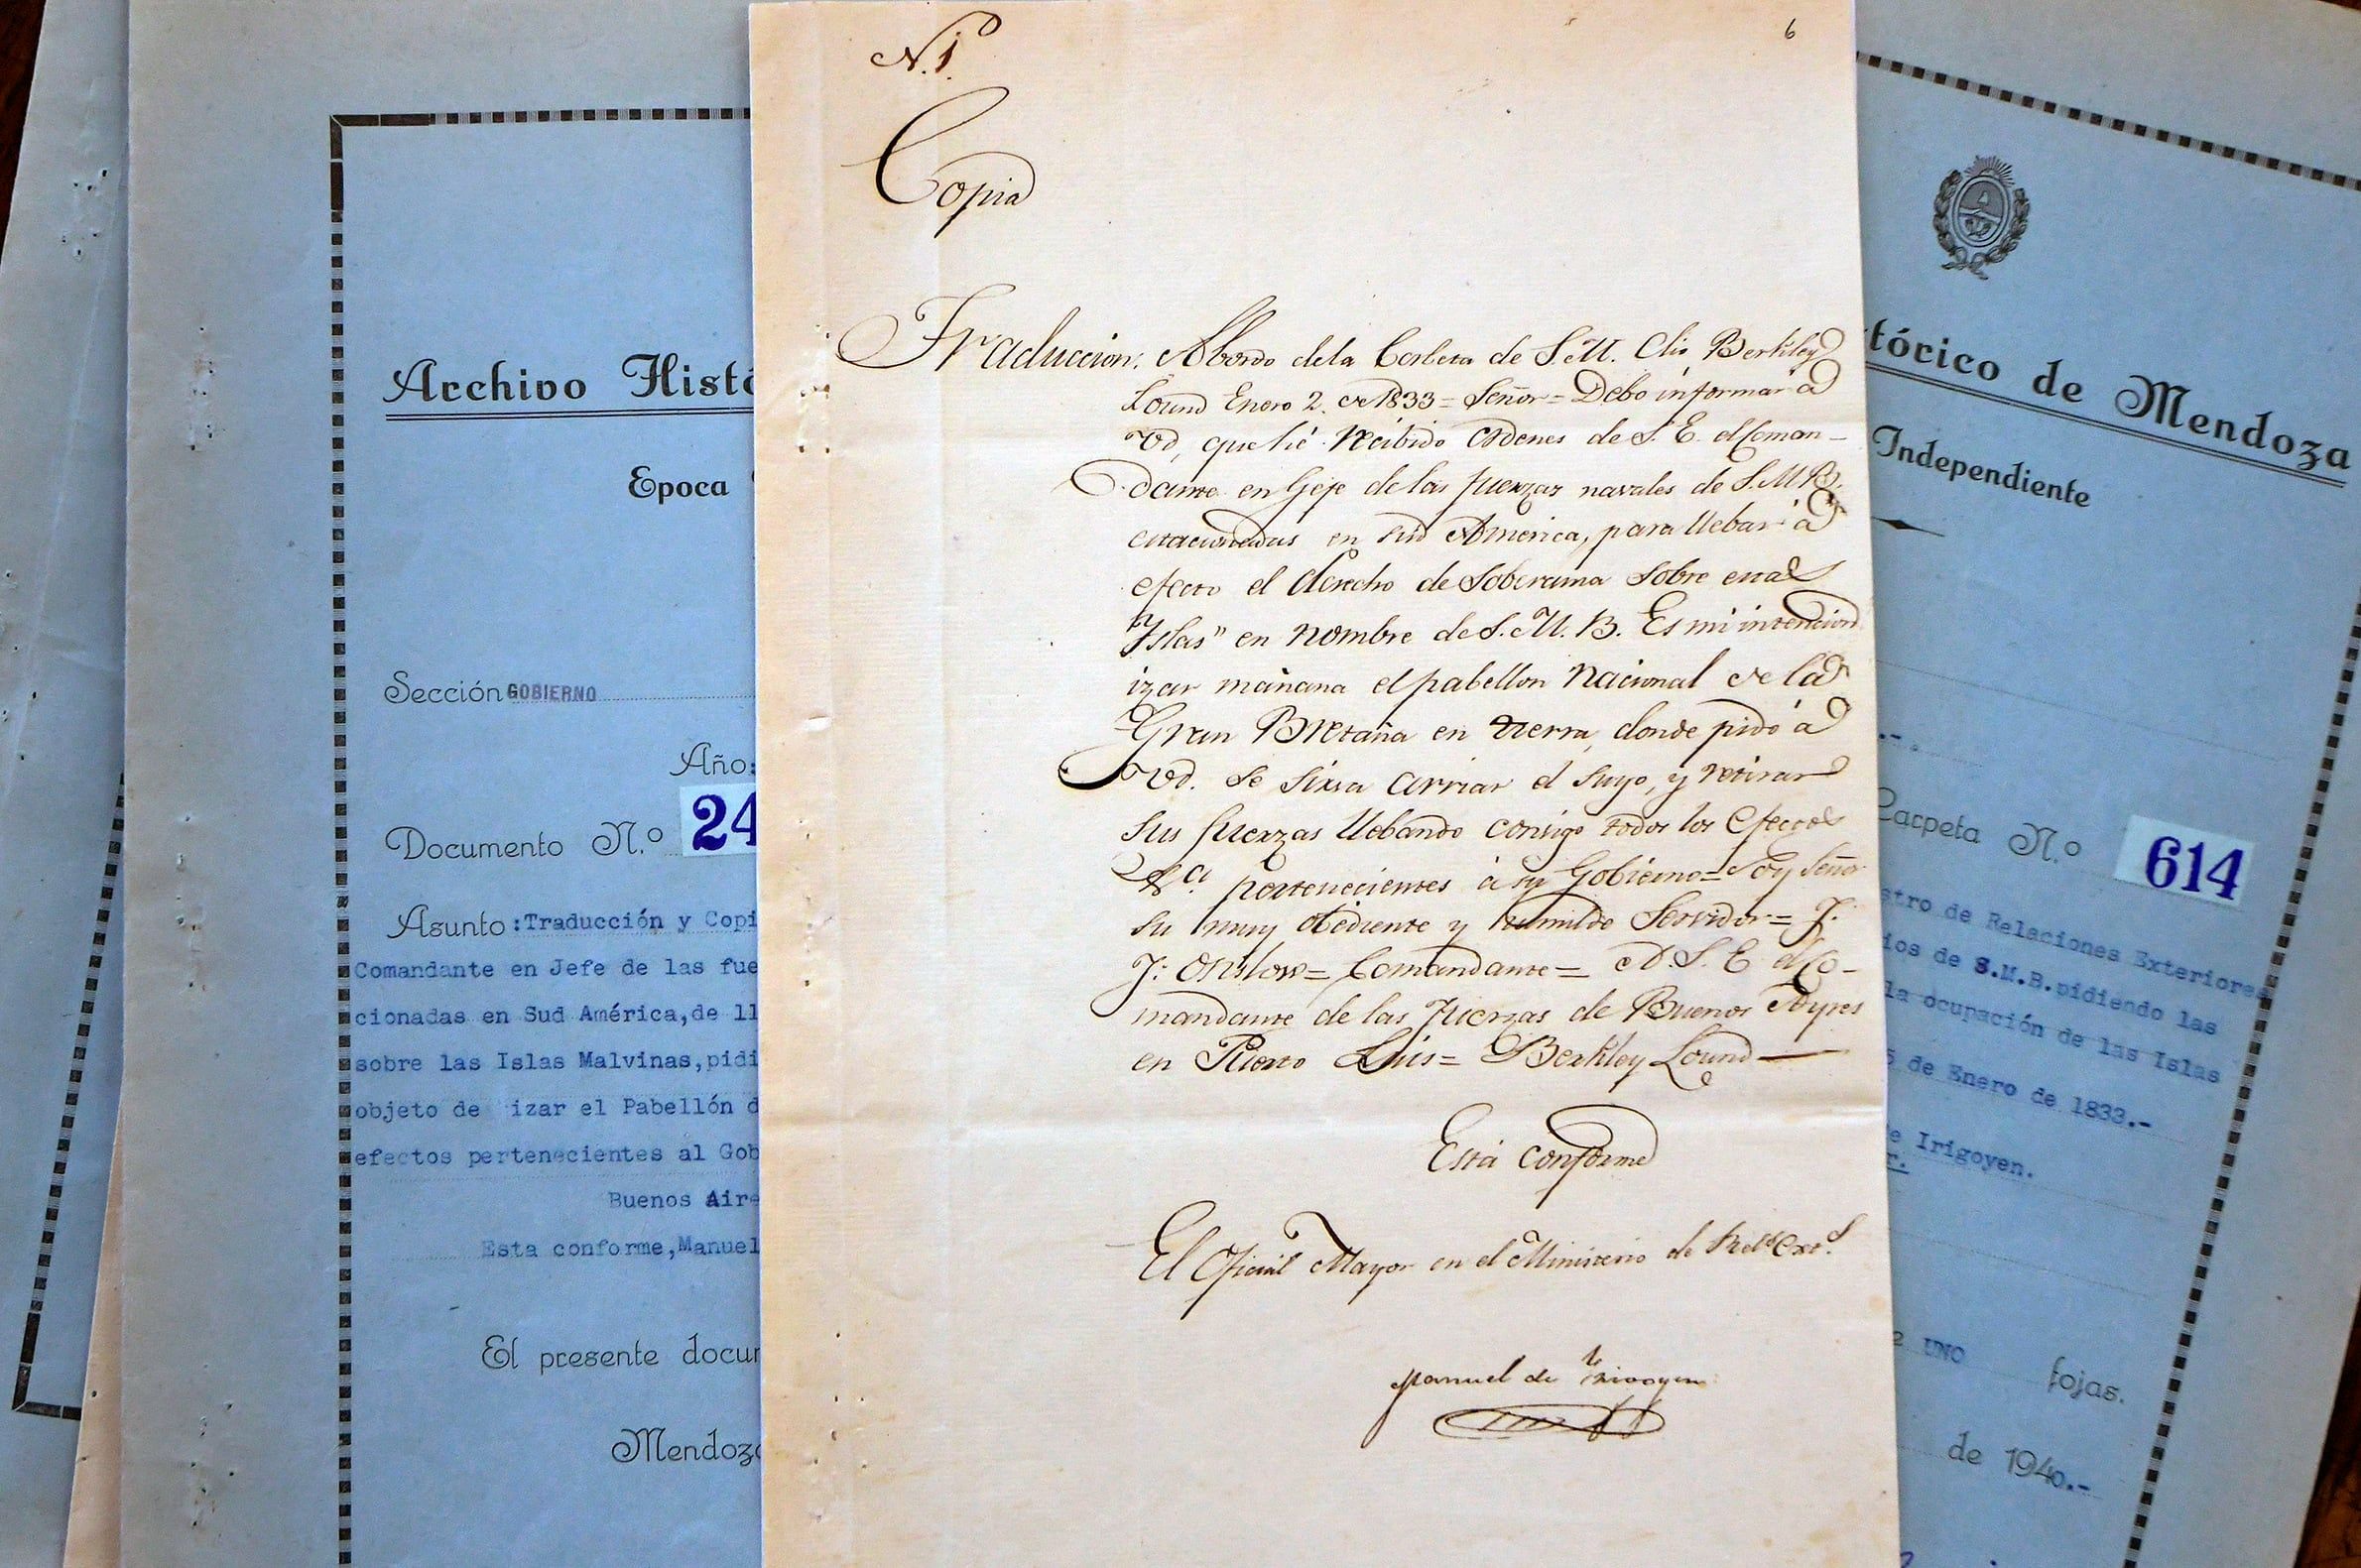 Archivo Histó
Epoca
Sección GOBIERNO
Año:
Documento N.º 24
Asunto: Traducción y Copi
Comandante en Jefe de las fue
cionadas en Sud América, de ll
sobre las Islas Malvinas, pidi
objeto de izar el Pabellón d
efectos pertenecientes al Gob
Buenos Aire
Esta conforme, Manuel
El presente docum
Mendoza
N.1.
6
Copia
Traduccion: Abordo dela Corbeta de S.M. Clio Berkley
Sound Enero 2. de 1833 = Señor = Debo informar á
Vd, que hé recibido ordenes de S. E. el Coman-
dante en Gefe de las fuerzas navales de S.M.B.
estacionadas en Sud America, para llebar á
efecto el derecho de Soberania sobre estas
"Islas" en nombre de S.M.B. Es mi intencion
izar mañana el pabellon Nacional de la
Gran Bretaña en tierra, donde pido á
Vd. se sirva arriar el suyo, y retirar
sus fuerzas llebando consigo todos los efectos
&ca pertenecientes á su Gobierno = Soy Señor
su muy obediente y humilde Servidor = J.
J: Onslow = Comandante = A. S. E el Co-
mandante de las Fuerzas de Buenos Ayres
en Puerto Luis = Berkley Sound —
Está conforme
El Oficial Mayor en el Ministerio de Rels Exts.
Manuel de Irigoyen
tórico de Mendoza
Independiente
Carpeta N.º 614
stro de Relaciones Exteriores
ios de S.M.B. pidiendo las
la ocupación de las Islas
5 de Enero de 1833.-
e Irigoyen.
r.
e UNO fojas.
de 1940.-